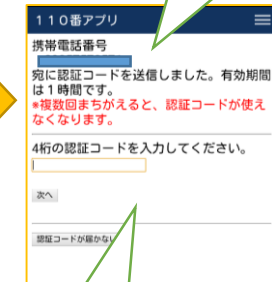 110番アプリ
携帯電話番号
宛に認証コードを送信しました。有効期間
は1時間です。
*複数回まちがえると、認証コードが使え
なくなります。
4桁の認証コードを入力してください。
次へ
認証コードが届かない